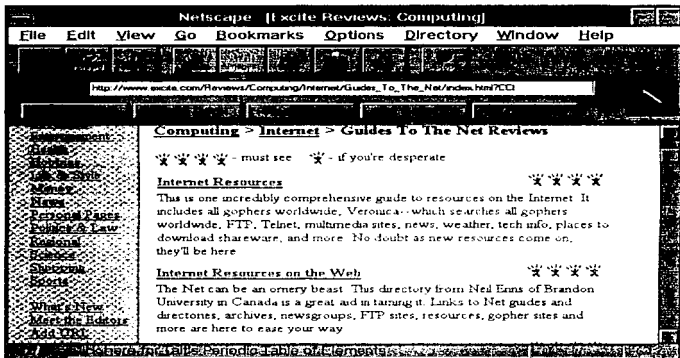 Netscape [Excite Reviews: Computing]
File Edit View Go Bookmarks Options Directory Window Help
http://www.excite.com/Reviews/Computing/Internet/Guides_To_The_Net/index.html?CCI
Computing > Internet > Guides To The Net Reviews
- must see - if you're desperate
Health
Hobbies
Life & Style
Money
News
Personal Pages
Politics & Law
Regional
Science
Shopping
Sports
What's New
Meet the Editors
Add URL
Internet Resources
This is one incredibly comprehensive guide to resources on the Internet. It
includes all gophers worldwide, Veronica--which searches all gophers
worldwide, FTP, Telnet, multimedia sites, news, weather, tech info, places to
download shareware, and more. No doubt as new resources come on,
they'll be here
Internet Resources on the Web
The Net can be an ornery beast. This directory from Neil Enns of Brandon
University in Canada is a great aid in taming it. Links to Net guides and
directories, archives, newsgroups, FTP sites, resources, gopher sites and
more are here to ease your way
here for Periodic Table of Elements